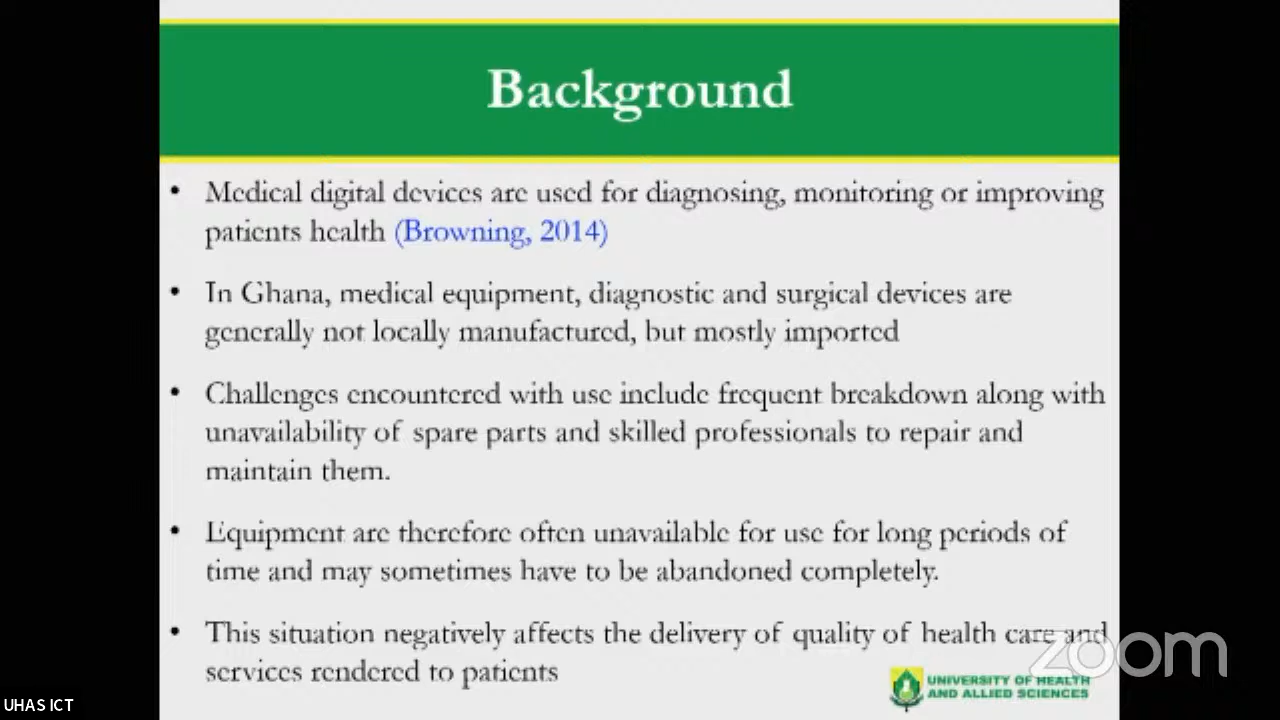 Background
• Medical digital devices are used for diagnosing, monitoring or improving
patients health (Browning, 2014)
• In Ghana, medical equipment, diagnostic and surgical devices are
generally not locally manufactured, but mostly imported
• Challenges encountered with use include frequent breakdown along with
unavailability of spare parts and skilled professionals to repair and
maintain them.
• Equipment are therefore often unavailable for use for long periods of
time and may sometimes have to be abandoned completely.
• This situation negatively affects the delivery of quality of health care and
services rendered to patients
zoom
UNIVERSITY OF HEALTH
AND ALLIED SCIENCES
UHAS ICT